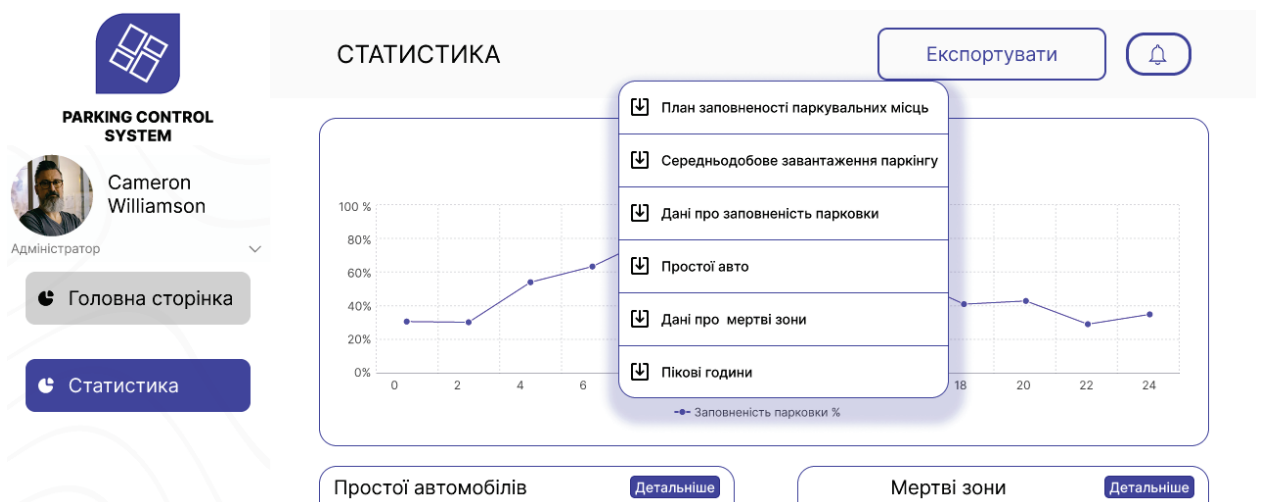 PARKING CONTROL
SYSTEM
Cameron
Williamson
Адміністратор
Головна сторінка
Статистика
СТАТИСТИКА
Експортувати
План заповненості паркувальних місць
Середньодобове завантаження паркінгу
Дані про заповненість парковки
Простої авто
Дані про мертві зони
Пікові години
100 %
80%
60%
40%
20%
0%
0 2 4 6 18 20 22 24
Заповненість парковки %
Простої автомобілів
Детальніше
Мертві зони
Детальніше